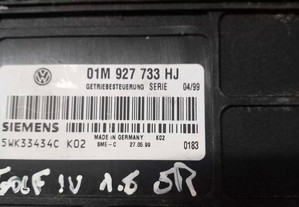 01M 927 733 HJ
GETRIEBESTEUERUNG SERIE 04/99
SIEMENS
MADE IN GERMANY K02
5WK33434C K02
BME-C 27.05.99 0183
GOLF IV 1.6 SR